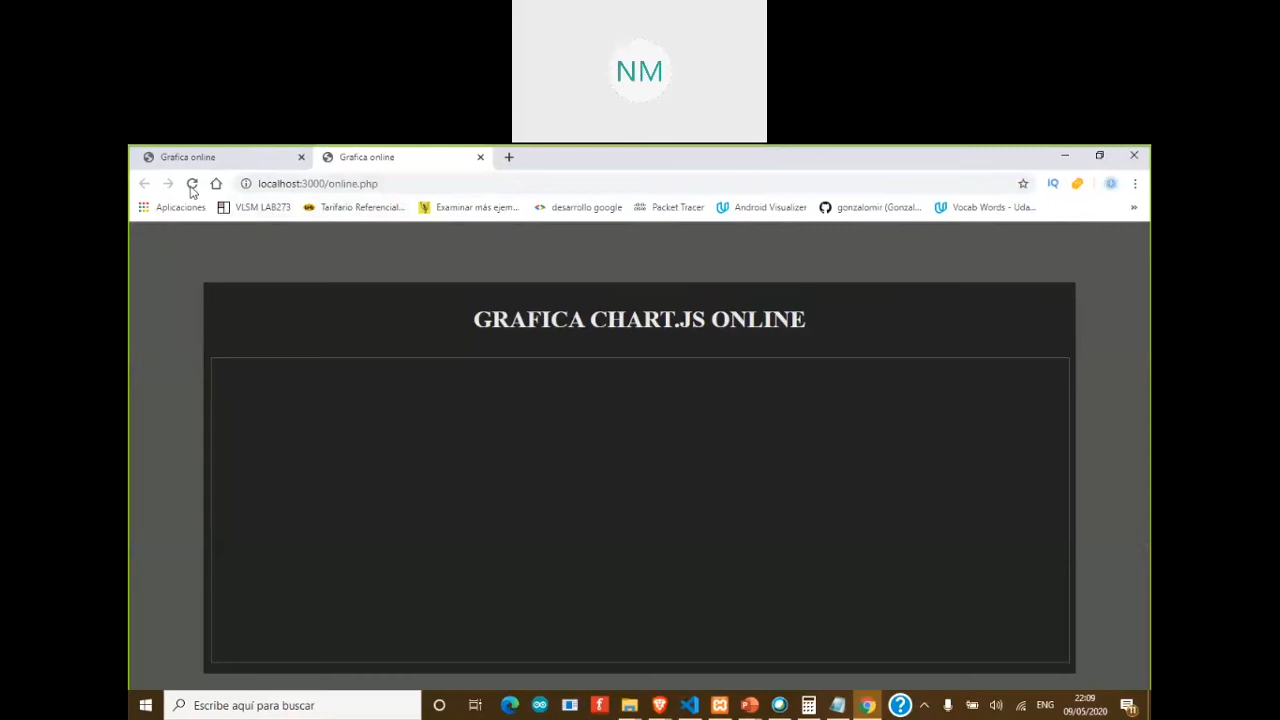 NM
Grafica online
Grafica online
localhost:3000/online.php
Aplicaciones VLSM LAB273 Tarifario Referencial... Examinar más ejem... desarrollo google Packet Tracer Android Visualizer gonzalomir (Gonzal... Vocab Words - Uda... »
IQ
GRAFICA CHART.JS ONLINE
Escribe aquí para buscar
ENG
22:09
09/05/2020